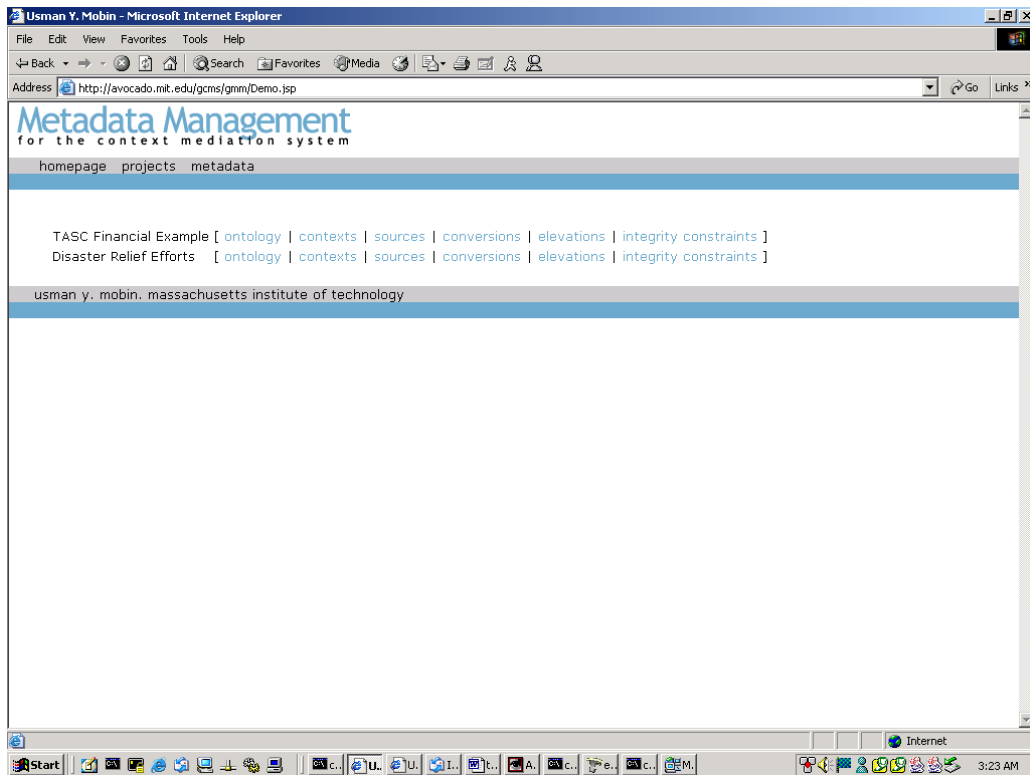 Usman Y. Mobin - Microsoft Internet Explorer
File Edit View Favorites Tools Help
Back Search Favorites Media
Address http://avocado.mit.edu/gcms/gmm/Demo.jsp Go Links »
Metadata Management
for the context mediation system
homepage projects metadata
TASC Financial Example [ ontology | contexts | sources | conversions | elevations | integrity constraints ]
Disaster Relief Efforts [ ontology | contexts | sources | conversions | elevations | integrity constraints ]
usman y. mobin. massachusetts institute of technology
Internet
Start c.. U.. U.. I.. t.. A.. c.. e.. c.. M.. 3:23 AM